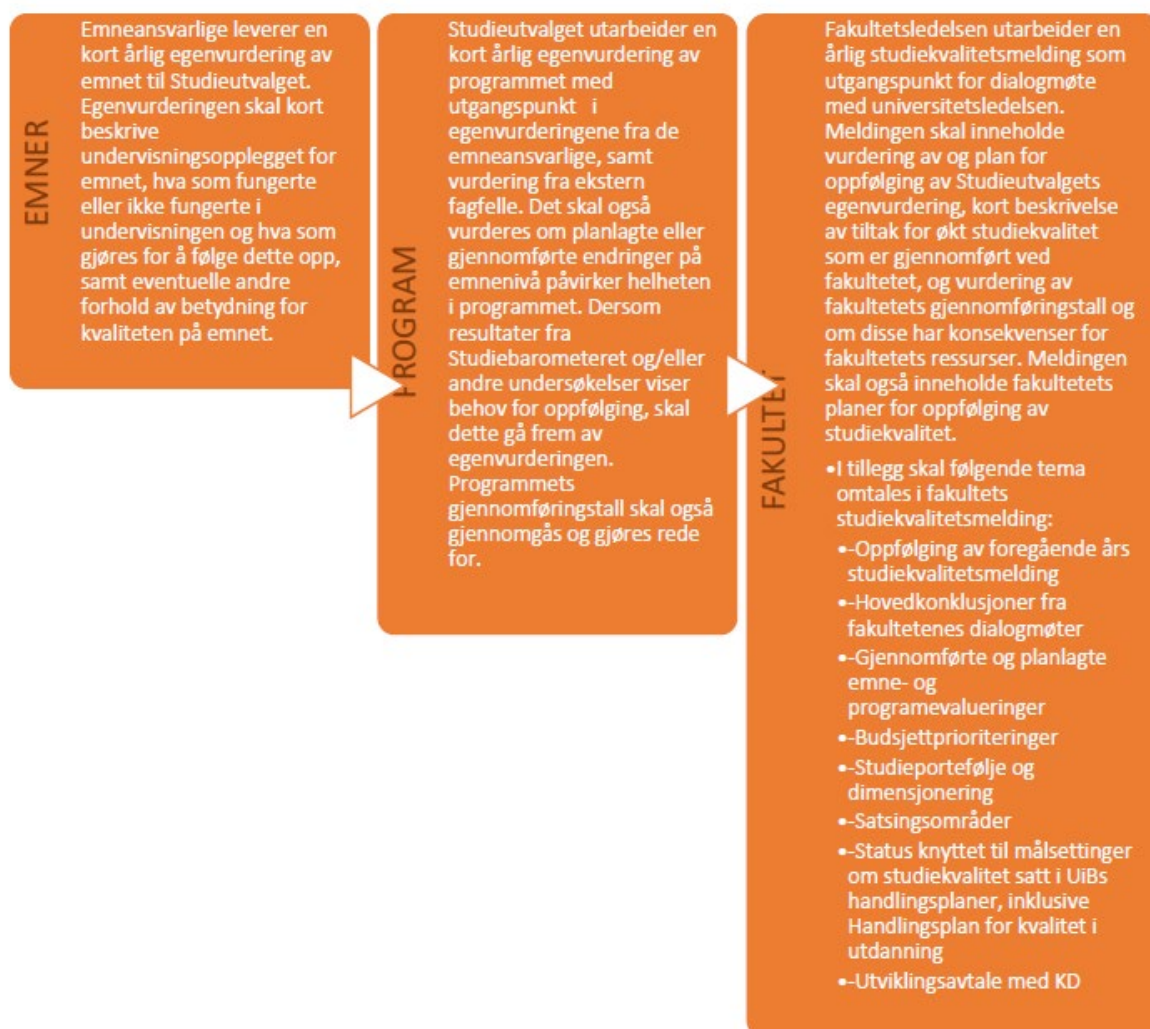 EMNER
Emneansvarlige leverer en
kort årlig egenvurdering av
emnet til Studieutvalget.
Egenvurderingen skal kort
beskrive
undervisningsopplegget for
emnet, hva som fungerte
eller ikke fungerte i
undervisningen og hva som
gjøres for å følge dette opp,
samt eventuelle andre
forhold av betydning for
kvaliteten på emnet.
PROGRAM
Studieutvalget utarbeider en
kort årlig egenvurdering av
programmet med
utgangspunkt i
egenvurderingene fra de
emneansvarlige, samt
vurdering fra ekstern
fagfelle. Det skal også
vurderes om planlagte eller
gjennomførte endringer på
emnenivå påvirker helheten
i programmet. Dersom
resultater fra
Studiebarometeret og/eller
andre undersøkelser viser
behov for oppfølging, skal
dette gå frem av
egenvurderingen.
Programmets
gjennomføringstall skal også
gjennomgås og gjøres rede
for.
FAKULTET
Fakultetsledelsen utarbeider en
årlig studiekvalitetsmelding som
utgangspunkt for dialogmøte
med universitetsledelsen.
Meldingen skal inneholde
vurdering av og plan for
oppfølging av Studieutvalgets
egenvurdering, kort beskrivelse
av tiltak for økt studiekvalitet
som er gjennomført ved
fakultetet, og vurdering av
fakultetets gjennomføringstall og
om disse har konsekvenser for
fakultetets ressurser. Meldingen
skal også inneholde fakultetets
planer for oppfølging av
studiekvalitet.
•I tillegg skal følgende tema
omtales i fakultets
studiekvalitetsmelding:
•-Oppfølging av foregående års
studiekvalitetsmelding
•-Hovedkonklusjoner fra
fakultetenes dialogmøter
•-Gjennomførte og planlagte
emne- og
programevalueringer
•-Budsjettprioriteringer
•-Studieportefølje og
dimensjonering
•-Satsingsområder
•-Status knyttet til målsettinger
om studiekvalitet satt i UiBs
handlingsplaner, inklusive
Handlingsplan for kvalitet i
utdanning
•-Utviklingsavtale med KD